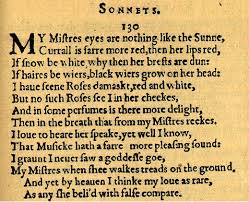 SONNETS.
130
MY Mistres eyes are nothing like the Sunne,
Currall is farre more red, then her lips red,
If snow be white, why then her brests are dun:
If haires be wiers, black wiers grow on her head:
I haue seene Roses damaskt, red and white,
But no such Roses see I in her cheekes,
And in some perfumes is there more delight,
Then in the breath that from my Mistres reekes.
I loue to heare her speake, yet well I know,
That Musicke hath a farre more pleasing sound:
I graunt I neuer saw a goddesse goe,
My Mistres when shee walkes treads on the ground.
And yet by heauen I thinke my loue as rare,
As any she beli'd with false compare.